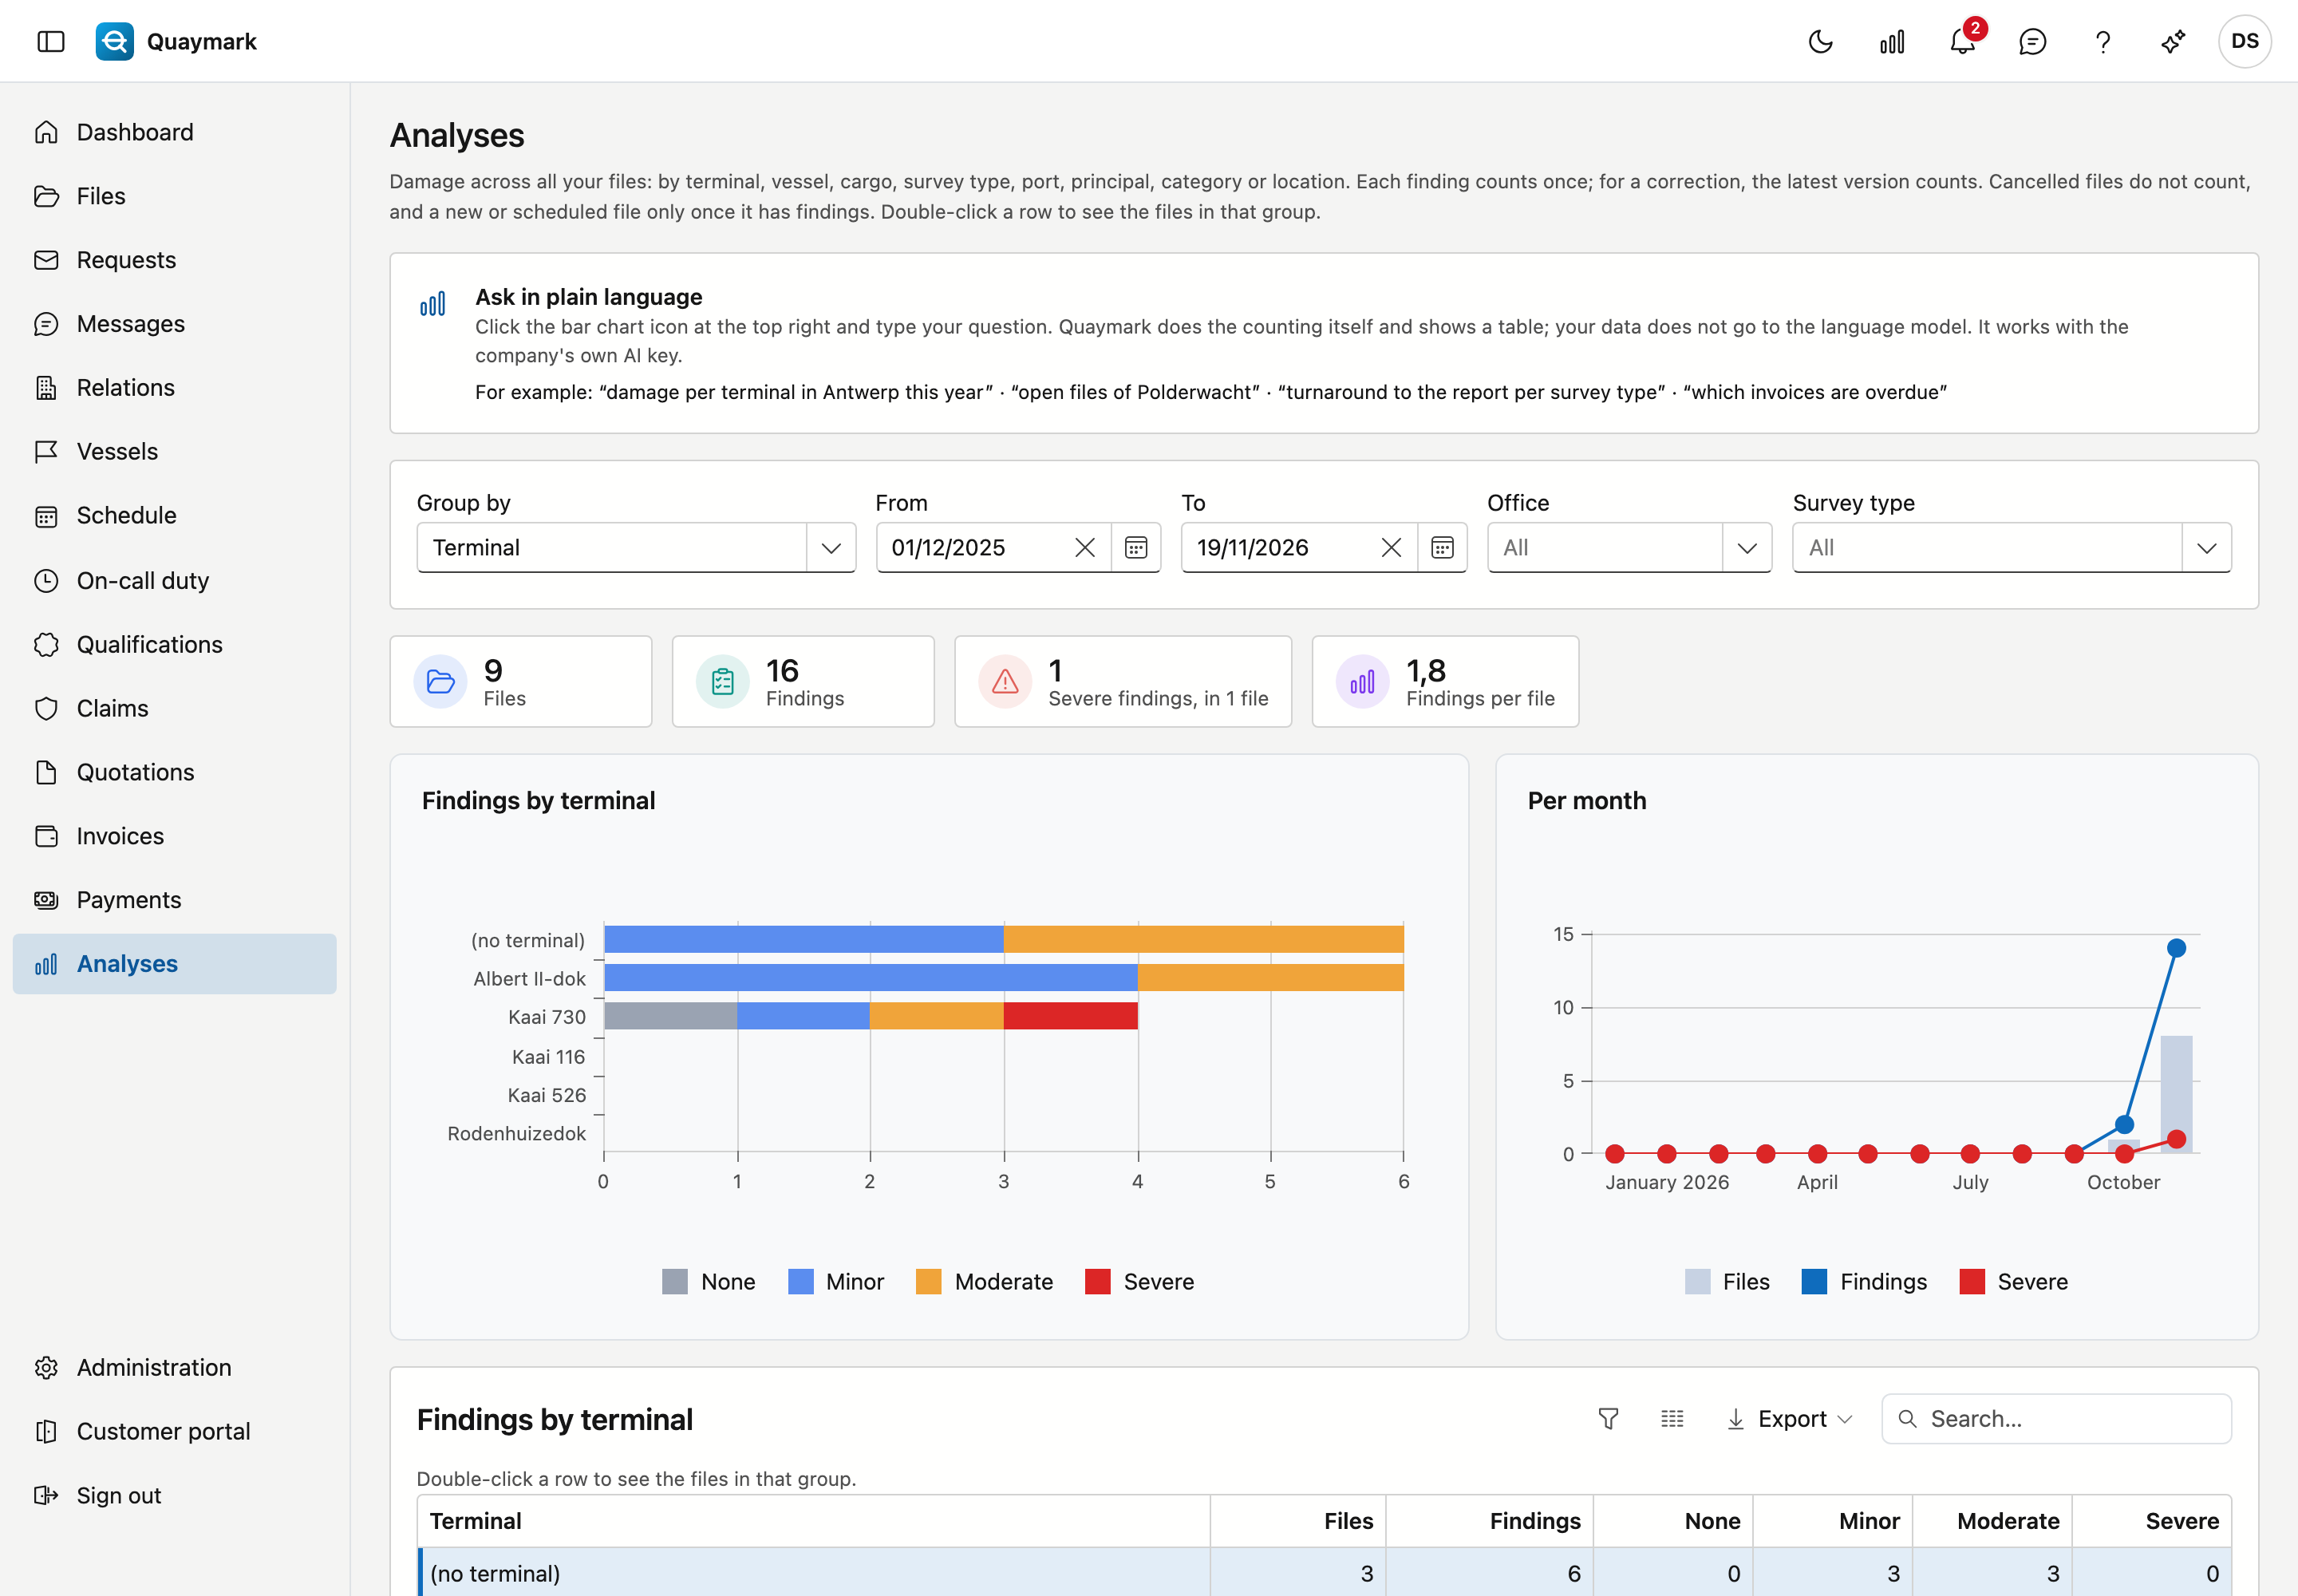 Quaymark
2
DS
Dashboard
Files
Requests
Messages
Relations
Vessels
Schedule
On-call duty
Qualifications
Claims
Quotations
Invoices
Payments
Analyses
Administration
Customer portal
Sign out
Analyses
Damage across all your files: by terminal, vessel, cargo, survey type, port, principal, category or location. Each finding counts once; for a correction, the latest version counts. Cancelled files do not count,
and a new or scheduled file only once it has findings. Double-click a row to see the files in that group.
Ask in plain language
Click the bar chart icon at the top right and type your question. Quaymark does the counting itself and shows a table; your data does not go to the language model. It works with the
company's own AI key.
For example: “damage per terminal in Antwerp this year” · “open files of Polderwacht” · “turnaround to the report per survey type” · “which invoices are overdue”
Group by From To Office Survey type
Terminal 01/12/2025 19/11/2026 All All
9
Files
16
Findings
1
Severe findings, in 1 file
1,8
Findings per file
Findings by terminal
(no terminal)
Albert II-dok
Kaai 730
Kaai 116
Kaai 526
Rodenhuizedok
0 1 2 3 4 5 6
None Minor Moderate Severe
Per month
15
10
5
0
January 2026 April July October
Files Findings Severe
Findings by terminal
Export
Search...
Double-click a row to see the files in that group.
Terminal Files Findings None Minor Moderate Severe
(no terminal) 3 6 0 3 3 0